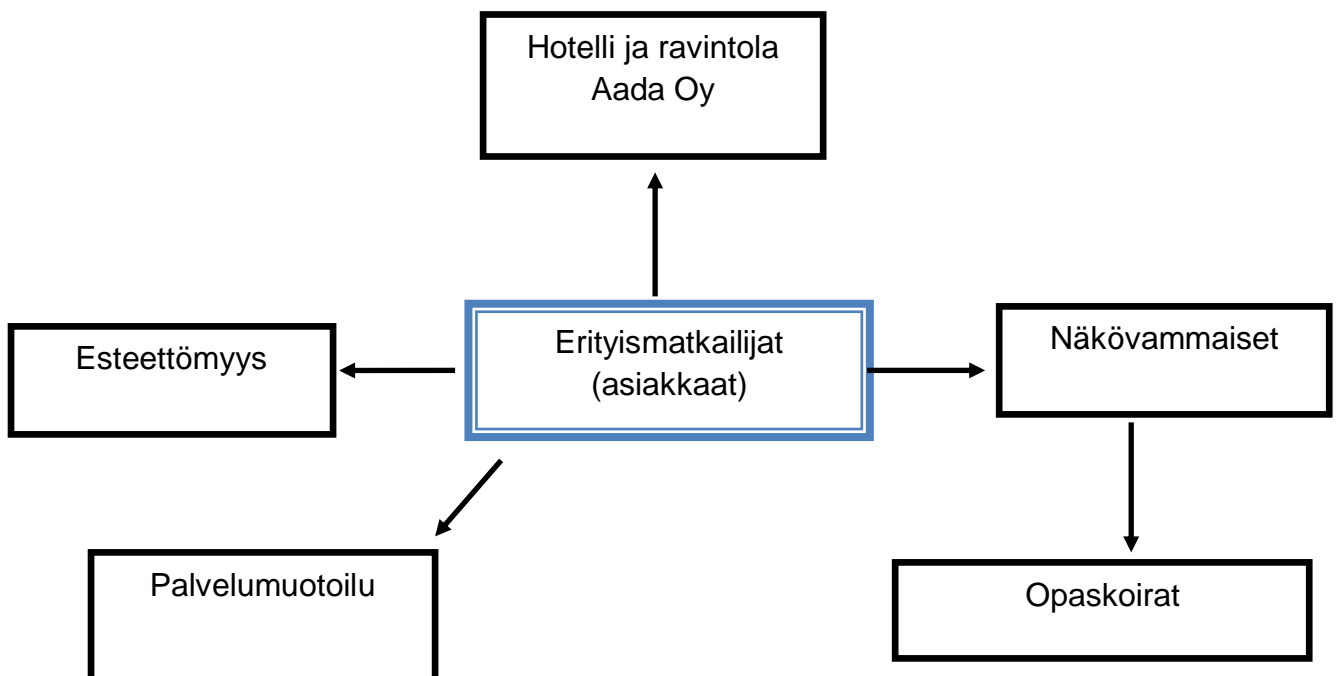 Hotelli ja ravintola
Aada Oy
Esteettömyys
Erityismatkailijat
(asiakkaat)
Näkövammaiset
Palvelumuotoilu
Opaskoirat